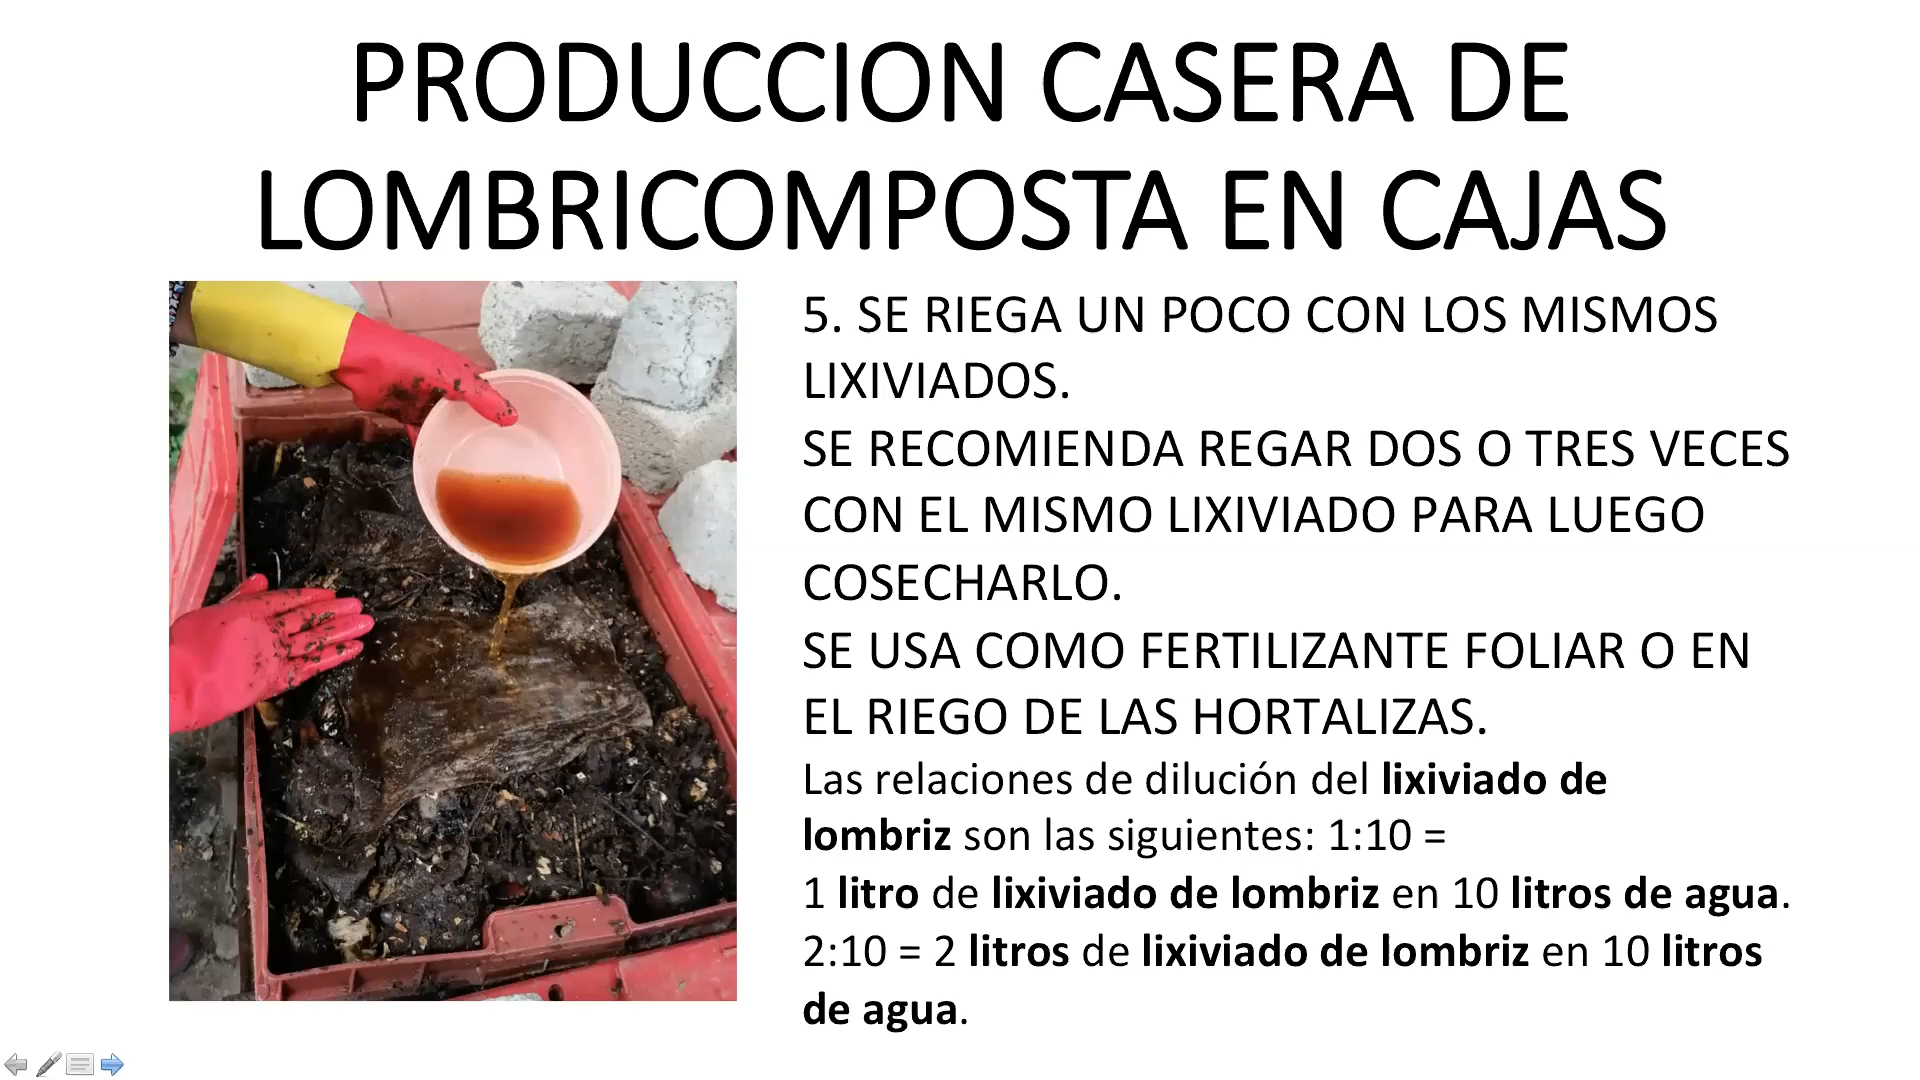 PRODUCCION CASERA DE
LOMBRICOMPOSTA EN CAJAS
5. SE RIEGA UN POCO CON LOS MISMOS
LIXIVIADOS.
SE RECOMIENDA REGAR DOS O TRES VECES
CON EL MISMO LIXIVIADO PARA LUEGO
COSECHARLO.
SE USA COMO FERTILIZANTE FOLIAR O EN
EL RIEGO DE LAS HORTALIZAS.
Las relaciones de dilución del lixiviado de
lombriz son las siguientes: 1:10 =
1 litro de lixiviado de lombriz en 10 litros de agua.
2:10 = 2 litros de lixiviado de lombriz en 10 litros
de agua.